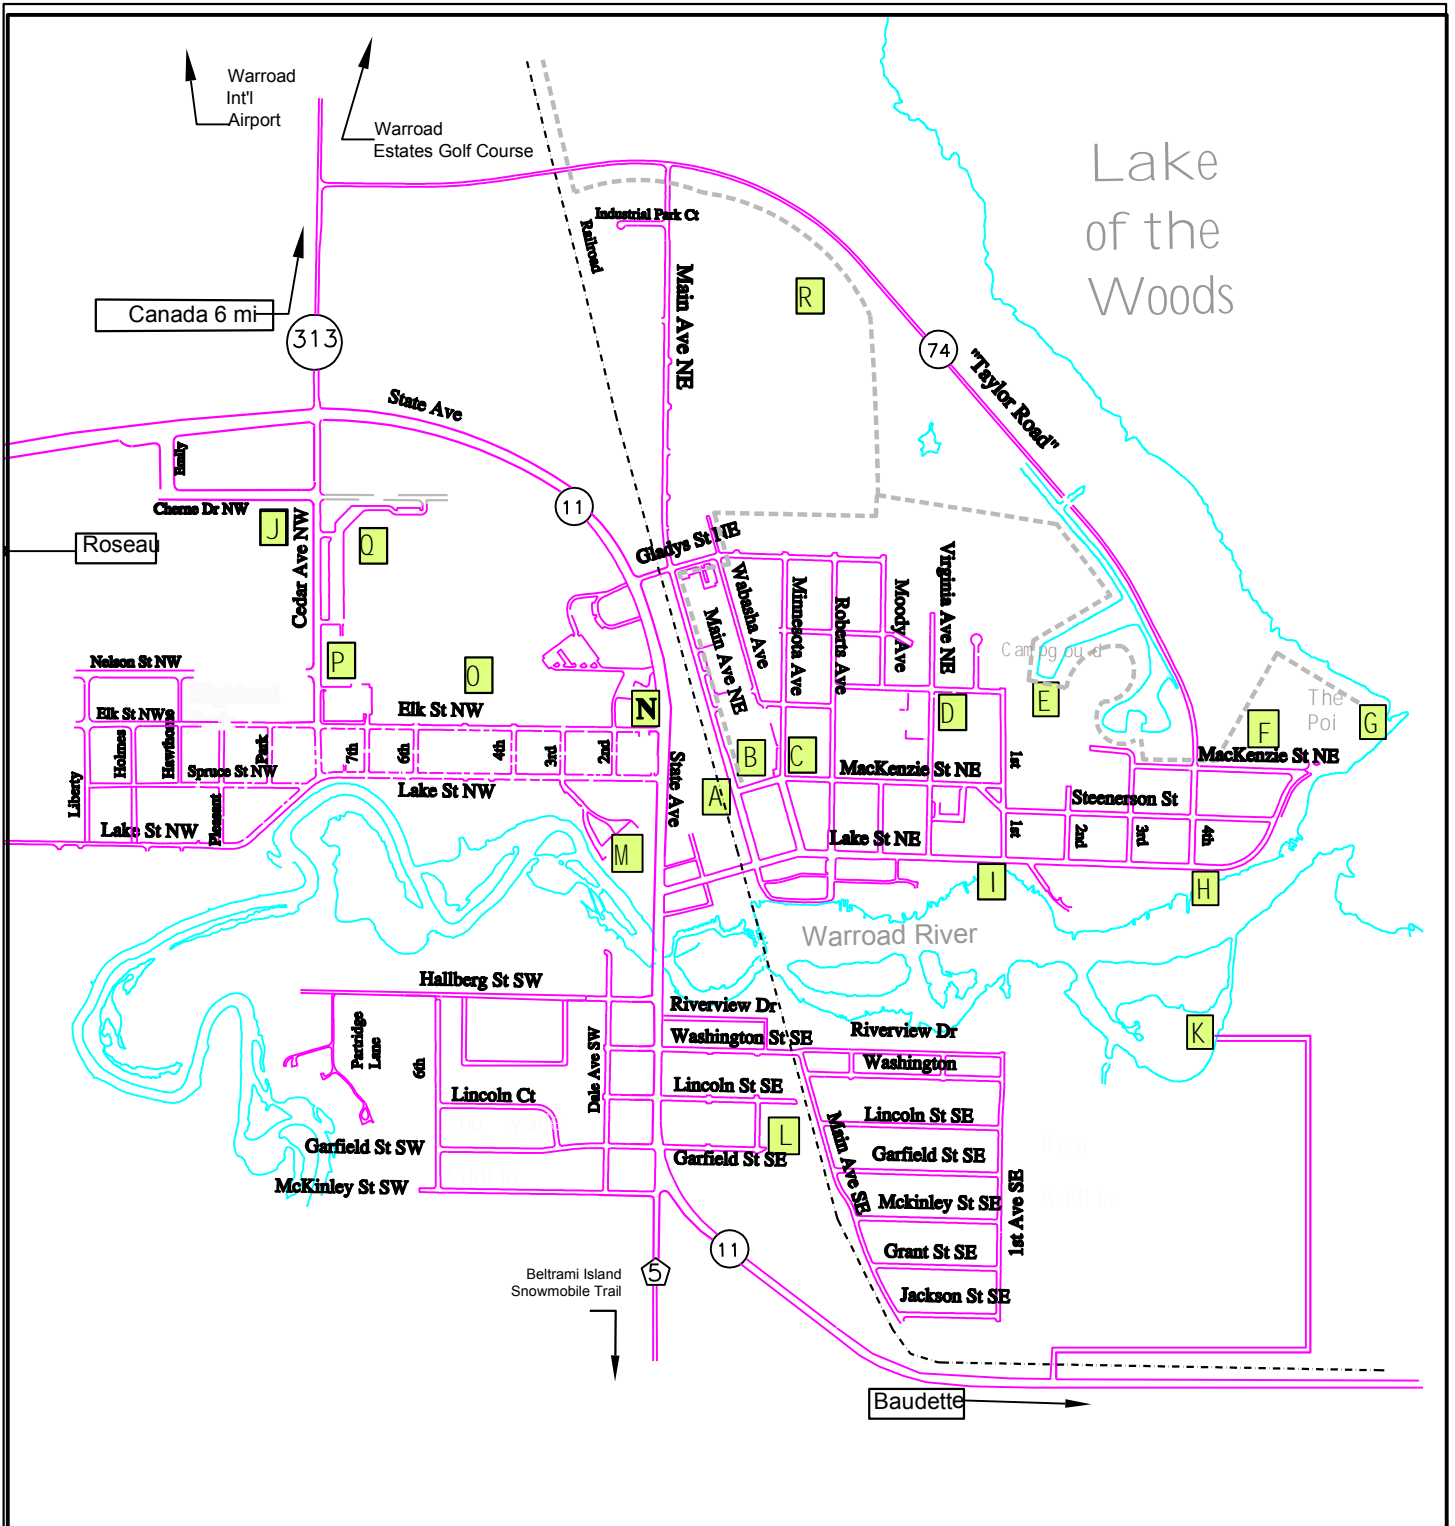 Warroad
Int'l
Airport
Warroad
Estates Golf Course
Lake
of the
Woods
Industrial Park Ct
Railroad
Main Ave NE
R
Canada 6 mi
313
74
"Taylor Road"
State Ave
Cherne Dr NW
J
Q
11
Roseau
Cedar Ave NW
Gladys St NE
Wabasha Ave
Main Ave NE
Minnesota Ave
Roberts Ave
Moody Ave
Virginia Ave NE
Nelson St NW
P
O
N
D
E
F
G
The
Poi
Elk St NW
Elk St NW
Holmes
Hawthorne
Park
Spruce St NW
Liberty
Pleasant
Lake St NW
7th
6th
4th
3rd
2nd
Lake St NW
State Ave
A
B
C
MacKenzie St NE
1st
MacKenzie St NE
Steenerson St
Lake St NE
1st
2nd
3rd
4th
M
I
H
Warroad River
Hallberg St SW
Riverview Dr
Washington St SE
Riverview Dr
Washington
K
Partridge
Lane
6th
Dale Ave SW
Lincoln Ct
Lincoln St SE
Lincoln St SE
L
Garfield St SW
Garfield St SE
Garfield St SE
Main Ave SE
McKinley St SW
Mckinley St SE
1st Ave SE
11
Grant St SE
5
Beltrami Island
Snowmobile Trail
Jackson St SE
Baudette